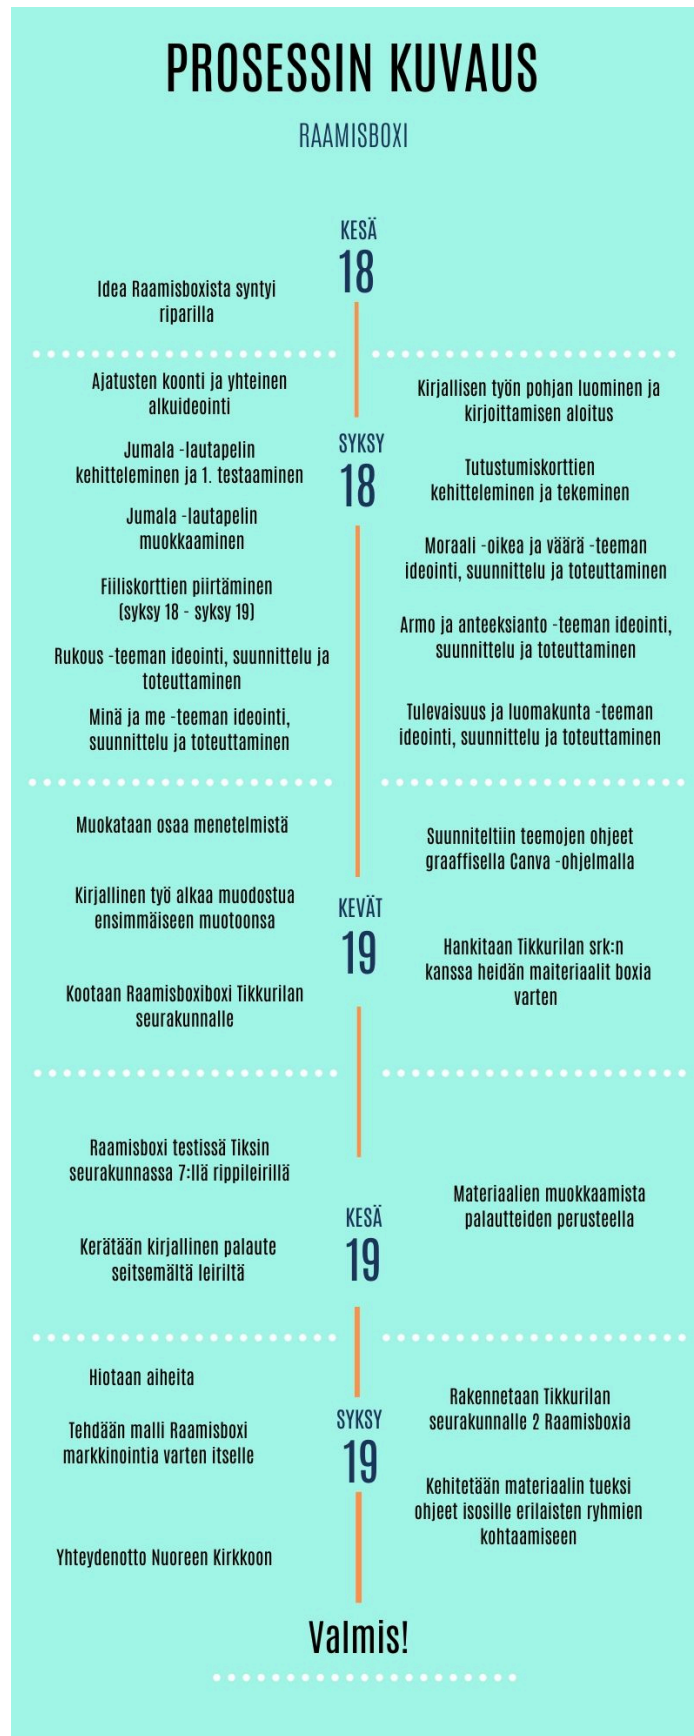 PROSESSIN KUVAUS
RAAMISBOXI
KESÄ
18
Idea Raamisboxista syntyi
riparilla
Ajatusten koonti ja yhteinen
alkuideointi
Jumala -lautapelin
kehitteleminen ja 1. testaaminen
Jumala -lautapelin
muokkaaminen
Fiiliskorttien piirtäminen
(syksy 18 - syksy 19)
Rukous -teeman ideointi, suunnittelu ja
toteuttaminen
Minä ja me -teeman ideointi,
suunnittelu ja toteuttaminen
SYKSY
18
Kirjallisen työn pohjan luominen ja
kirjoittamisen aloitus
Tutustumiskorttien
kehitteleminen ja tekeminen
Moraali -oikea ja väärä -teeman
ideointi, suunnittelu ja toteuttaminen
Armo ja anteeksianto -teeman ideointi,
suunnittelu ja toteuttaminen
Tulevaisuus ja luomakunta -teeman
ideointi, suunnittelu ja toteuttaminen
Muokataan osaa menetelmistä
Kirjallinen työ alkaa muodostua
ensimmäiseen muotoonsa
Kootaan Raamisboxiboxi Tikkurilan
seurakunnalle
KEVÄT
19
Suunniteltiin teemojen ohjeet
graaffisella Canva -ohjelmalla
Hankitaan Tikkurilan srk:n
kanssa heidän maiteriaalit boxia
varten
Raamisboxi testissä Tiksin
seurakunnassa 7:llä rippileirillä
Kerätään kirjallinen palaute
seitsemältä leiriltä
KESÄ
19
Materiaalien muokkaamista
palautteiden perusteella
Hiotaan aiheita
Tehdään malli Raamisboxi
markkinointia varten itselle
Yhteydenotto Nuoreen Kirkkoon
SYKSY
19
Rakennetaan Tikkurilan
seurakunnalle 2 Raamisboxia
Kehitetään materiaalin tueksi
ohjeet isosille erilaisten ryhmien
kohtaamiseen
Valmis!